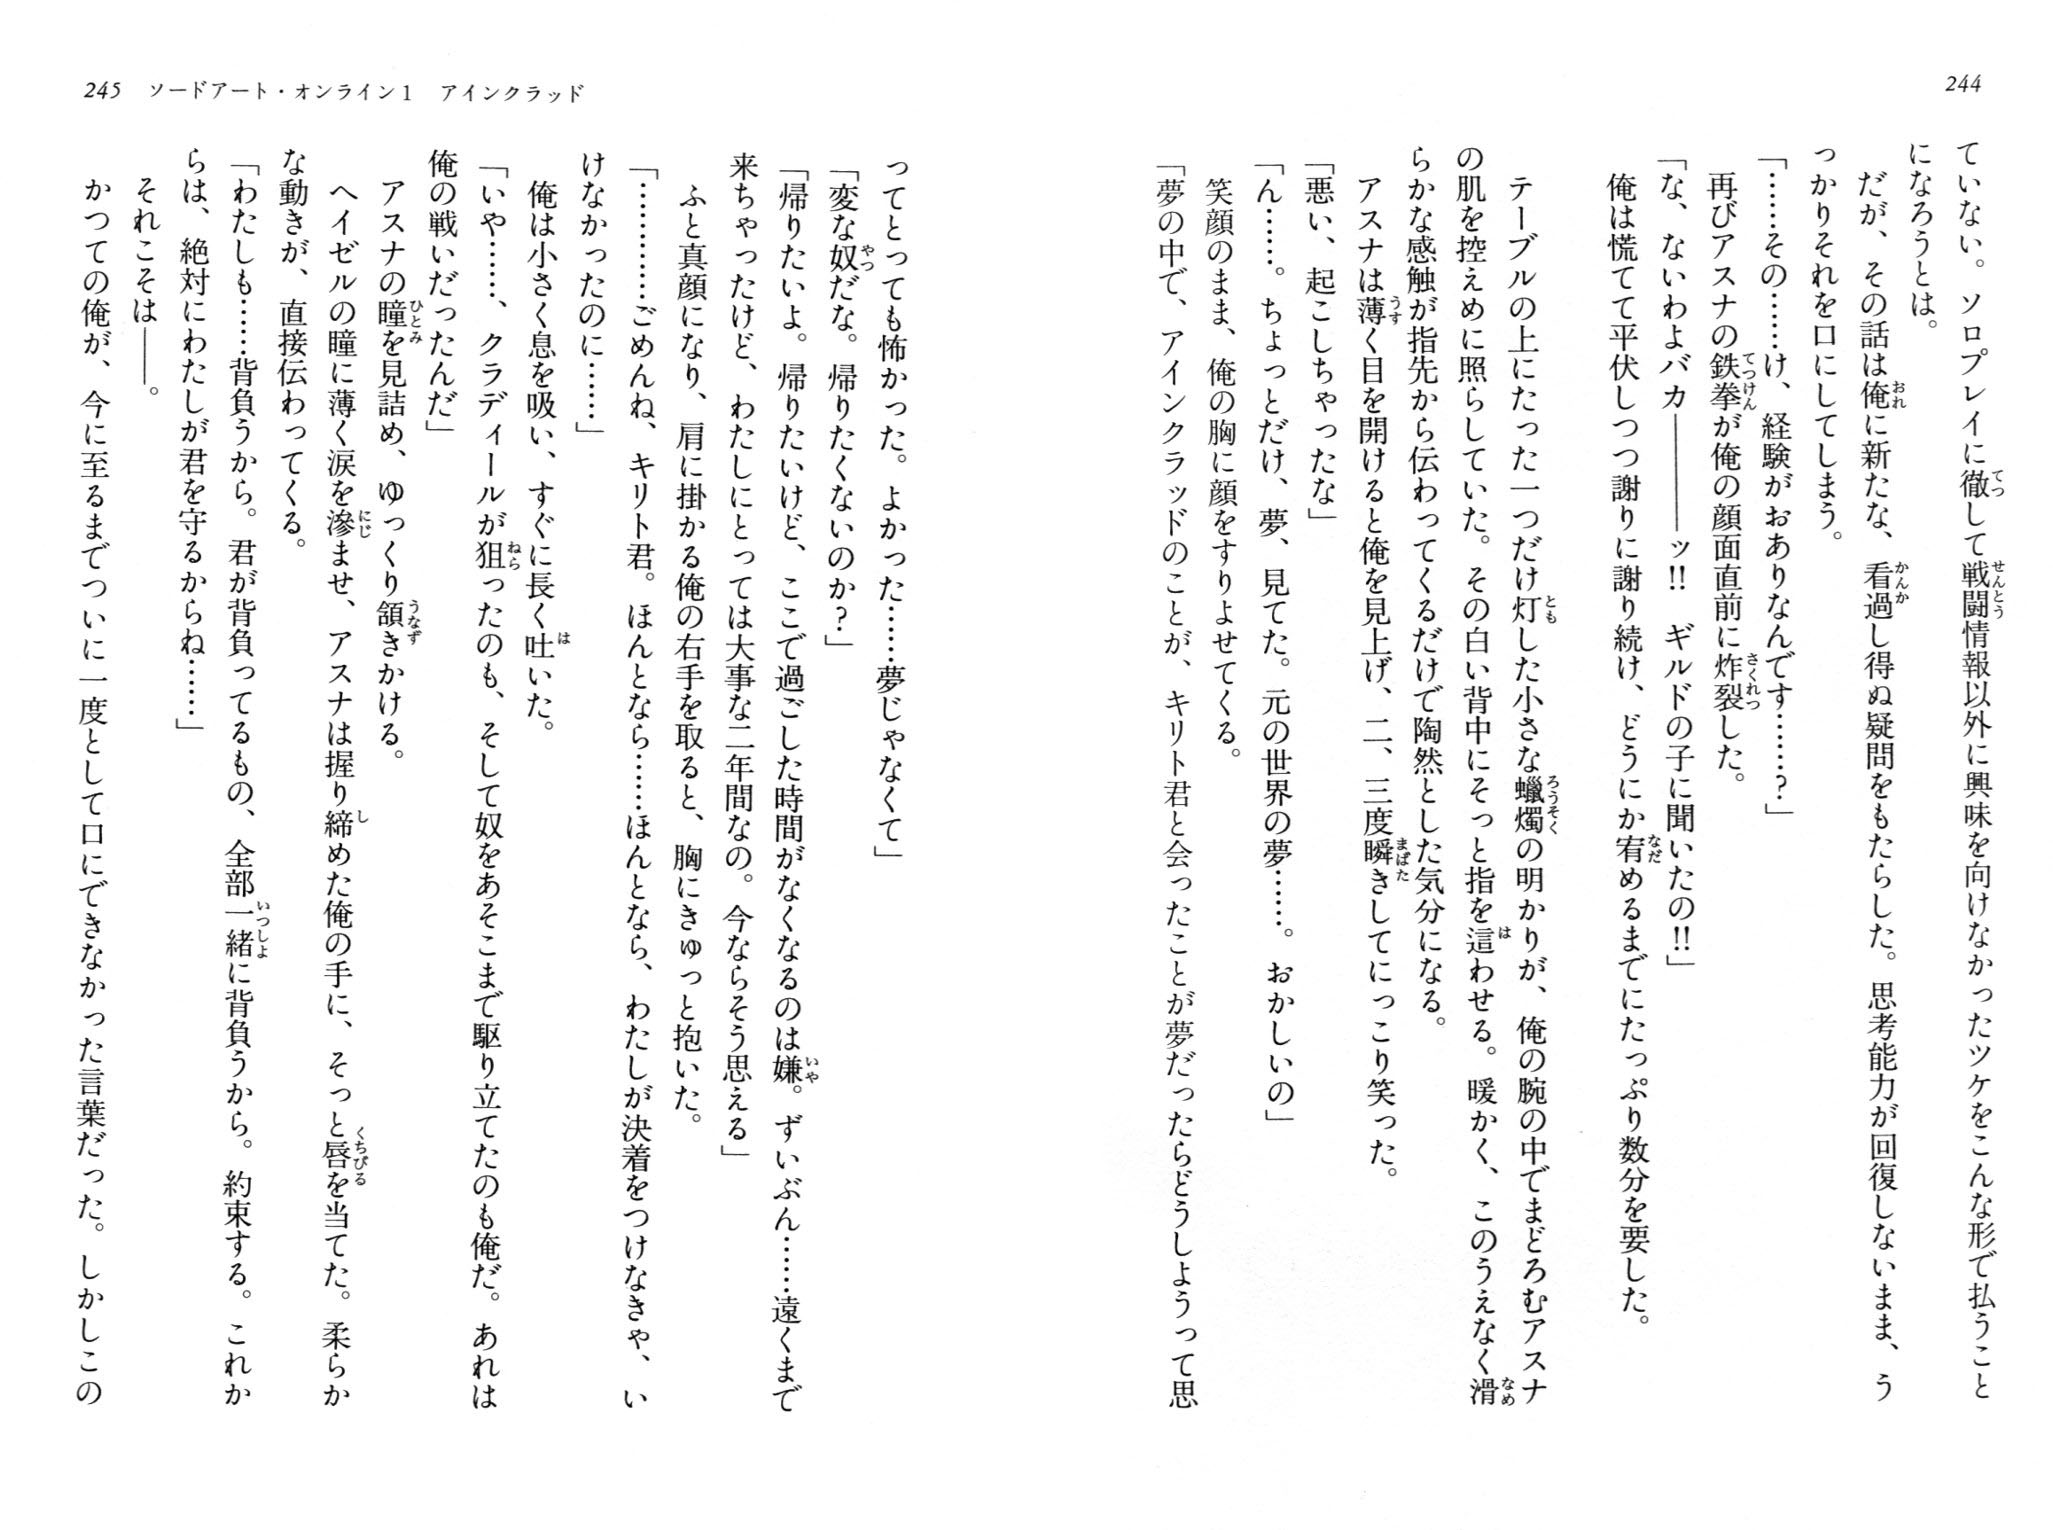 244
ていない。ソロプレイに徹して戦闘情報以外に興味を向けなかったツケをこんな形で払うこと
になろうとは。
だが、その話は俺に新たな、看過し得ぬ疑問をもたらした。思考能力が回復しないまま、う
っかりそれを口にしてしまう。
「……その……け、経験がおありなんです……?」
再びアスナの鉄拳が俺の顔面直前に炸裂した。
「な、ないわよバカ――――ッ!! ギルドの子に聞いたの!!」
俺は慌てて平伏しつつ謝りに謝り続け、どうにか宥めるまでにたっぷり数分を要した。
テーブルの上にたった一つだけ灯した小さな蠟燭の明かりが、俺の腕の中でまどろむアスナ
の肌を控えめに照らしていた。その白い背中にそっと指を這わせる。暖かく、このうえなく滑
らかな感触が指先から伝わってくるだけで陶然とした気分になる。
アスナは薄く目を開けると俺を見上げ、二、三度瞬きしてにっこり笑った。
「悪い、起こしちゃったな」
「ん……。ちょっとだけ、夢、見てた。元の世界の夢……。おかしいの」
笑顔のまま、俺の胸に顔をすりよせてくる。
「夢の中で、アインクラッドのことが、キリト君と会ったことが夢だったらどうしようって思
245 ソードアート・オンライン1 アインクラッド
ってとっても怖かった。よかった……夢じゃなくて」
「変な奴だな。帰りたくないのか?」
「帰りたいよ。帰りたいけど、ここで過ごした時間がなくなるのは嫌。ずいぶん……遠くまで
来ちゃったけど、わたしにとっては大事な二年間なの。今ならそう思える」
ふと真顔になり、肩に掛かる俺の右手を取ると、胸にきゅっと抱いた。
「…………ごめんね、キリト君。ほんとなら……ほんとなら、わたしが決着をつけなきゃ、い
けなかったのに……」
俺は小さく息を吸い、すぐに長く吐いた。
「いや……、クラディールが狙ったのも、そして奴をあそこまで駆り立てたのも俺だ。あれは
俺の戦いだったんだ」
アスナの瞳を見詰め、ゆっくり頷きかける。
ヘイゼルの瞳に薄く涙を滲ませ、アスナは握り締めた俺の手に、そっと唇を当てた。柔らか
な動きが、直接伝わってくる。
「わたしも……背負うから。君が背負ってるもの、全部一緒に背負うから。約束する。これか
らは、絶対にわたしが君を守るからね……」
それこそは――。
かつての俺が、今に至るまでついに一度として口にできなかった言葉だった。しかしこの